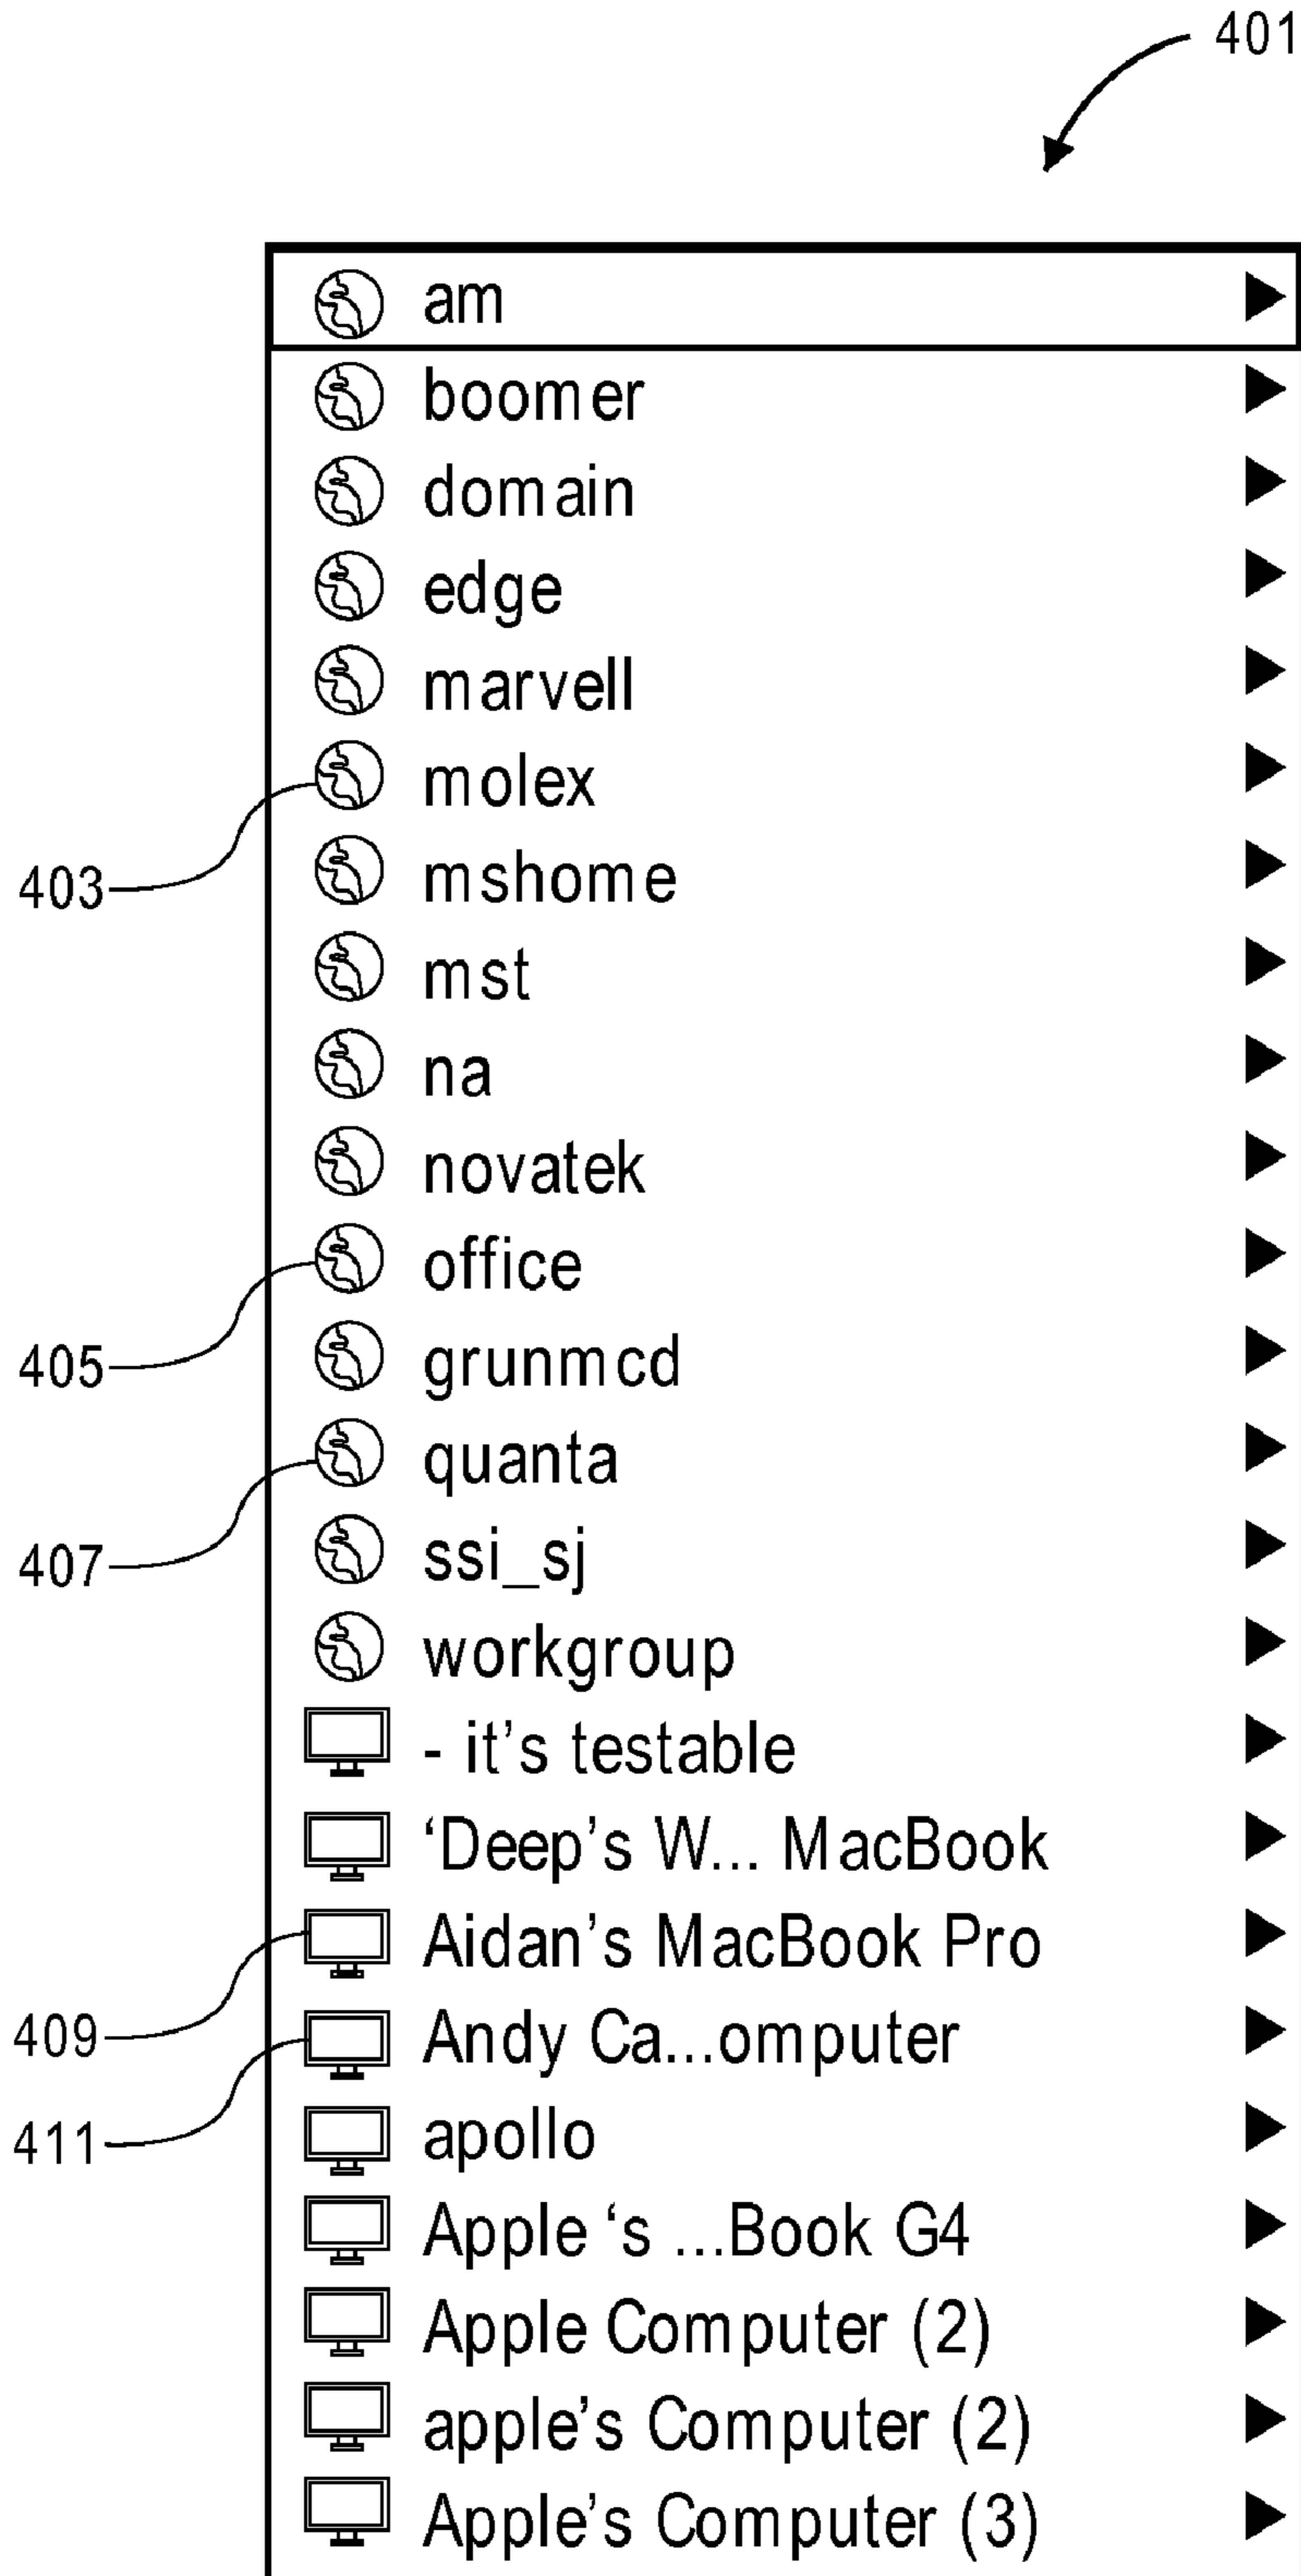 401
am
boomer
domain
edge
marvell
molex
403
mshome
mst
na
novatek
office
405
grunmcd
quanta
407
ssi_sj
workgroup
- it’s testable
‘Deep’s W... MacBook
Aidan’s MacBook Pro
409
Andy Ca...omputer
411
apollo
Apple ‘s ...Book G4
Apple Computer (2)
apple’s Computer (2)
Apple’s Computer (3)